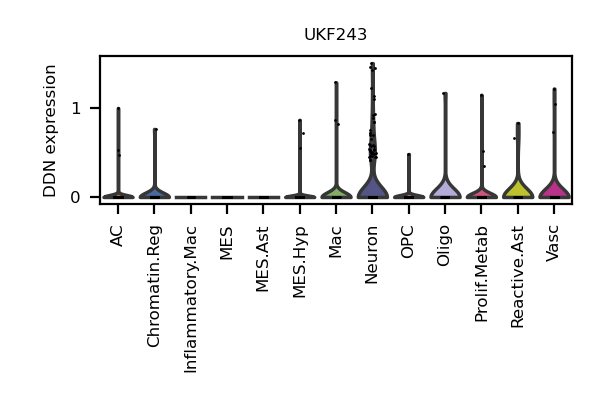 UKF243
DDN expression
1
0
AC
Chromatin.Reg
Inflammatory.Mac
MES
MES.Ast
MES.Hyp
Mac
Neuron
OPC
Oligo
Prolif.Metab
Reactive.Ast
Vasc